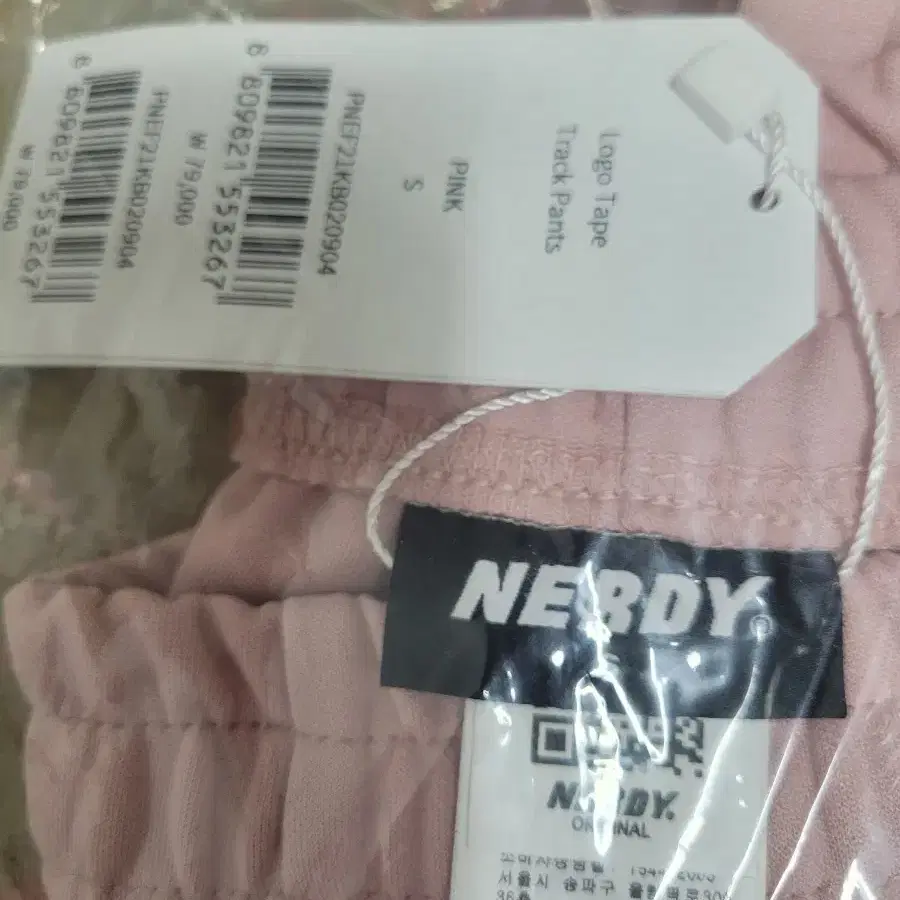 Logo Tape
Track Pants
PINK
S
PNEF21KB020904
8 809821 553267
₩ 79,000
PNEF21KB020904
8 809821 553267
₩ 79,000
NERDY®
NERDY.
ORIGINAL
서울시 송파구